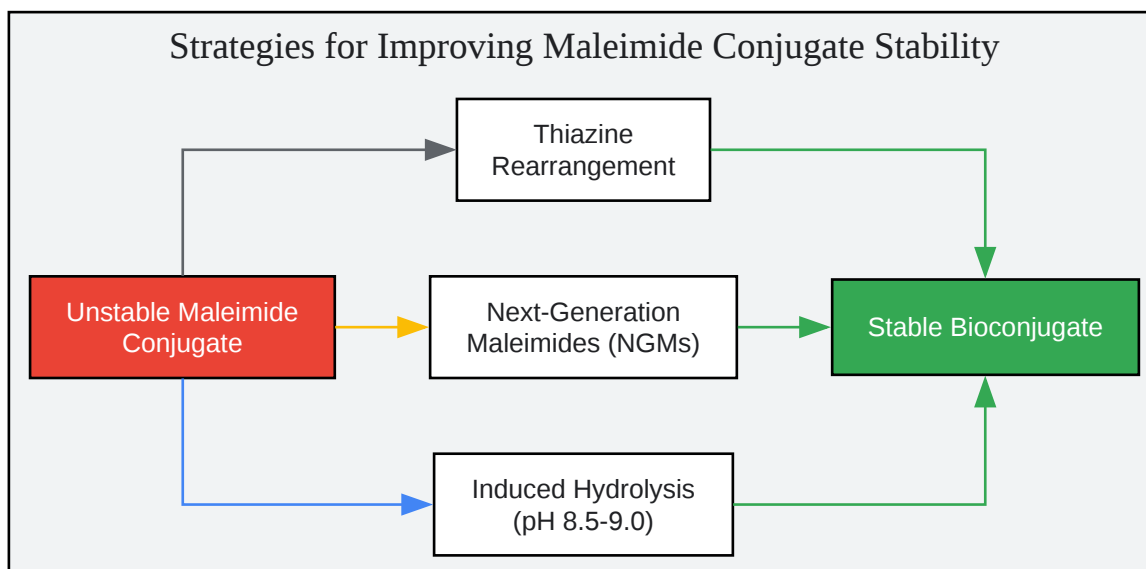 Strategies for Improving Maleimide Conjugate Stability
Thiazine
Rearrangement
Unstable Maleimide
Conjugate
Next-Generation
Maleimides (NGMs)
Stable Bioconjugate
Induced Hydrolysis
(pH 8.5-9.0)